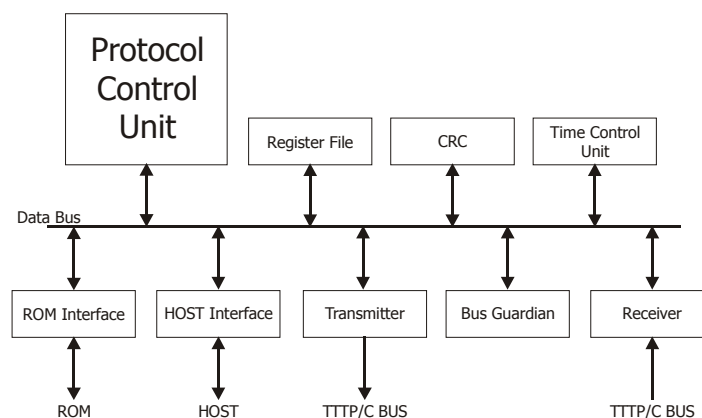 Protocol
Control
Unit
Register File
CRC
Time Control
Unit
Data Bus
ROM Interface
HOST Interface
Transmitter
Bus Guardian
Receiver
ROM
HOST
TTTP/C BUS
TTTP/C BUS